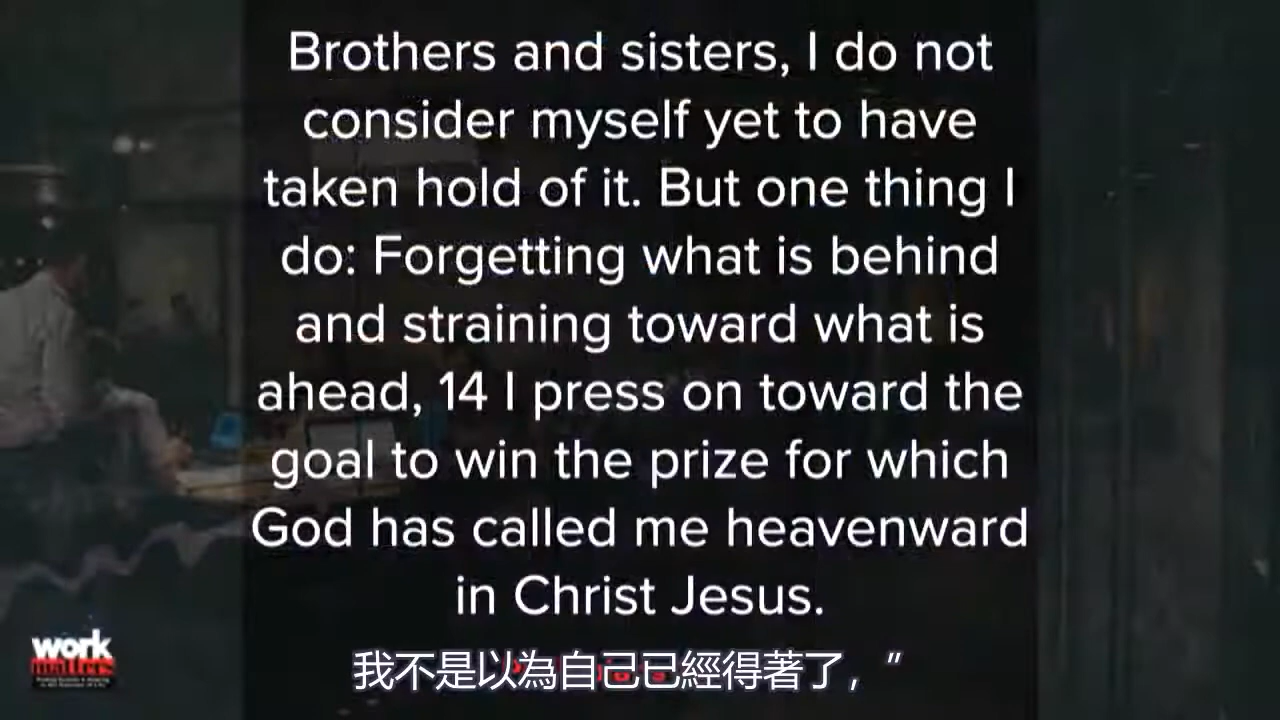 Brothers and sisters, I do not
consider myself yet to have
taken hold of it. But one thing I
do: Forgetting what is behind
and straining toward what is
ahead, 14 I press on toward the
goal to win the prize for which
God has called me heavenward
in Christ Jesus.
work
matters
我不是以為自己已經得著了，”